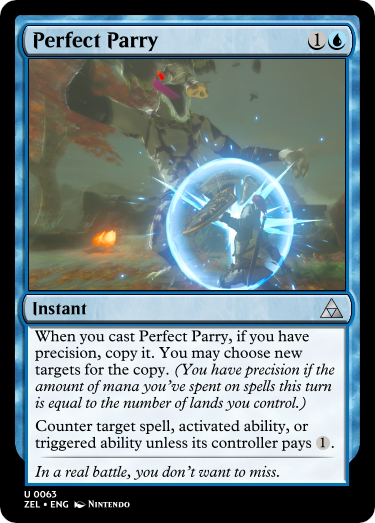 Perfect Parry 1
Instant
When you cast Perfect Parry, if you have
precision, copy it. You may choose new
targets for the copy. (You have precision if the
amount of mana you've spent on spells this turn
is equal to the number of lands you control.)
Counter target spell, activated ability, or
triggered ability unless its controller pays 1.
In a real battle, you don't want to miss.
U 0063
ZEL • ENG Nintendo